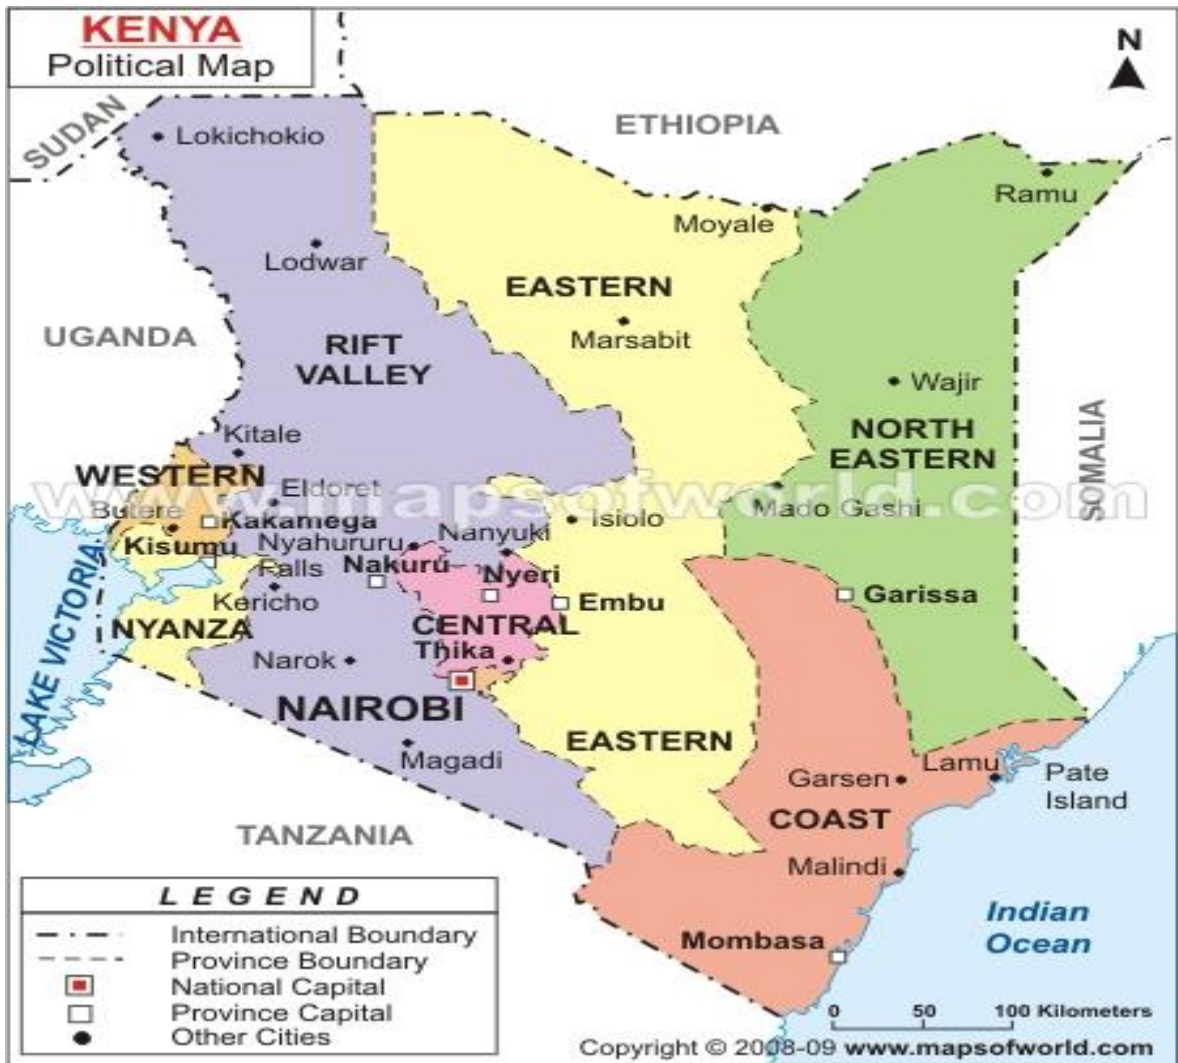 KENYA
Political Map
N
SUDAN
ETHIOPIA
Lokichokio
Ramu
Moyale
Lodwar
EASTERN
Marsabit
UGANDA
RIFT
VALLEY
Wajir
SOMALIA
NORTH
EASTERN
Kitale
WESTERN
www.mapsofworld.com
Eldoret
Butere
Kakamega
Isiolo
Mado Gashi
Kisumu
Nyahururu
Falls
Nanyuki
Nakuru
Nyeri
Kericho
Embu
Garissa
LAKE VICTORIA
NYANZA
CENTRAL
Thika
Narok
NAIROBI
EASTERN
Magadi
Lamu
Garsen
Pate
Island
COAST
TANZANIA
Malindi
Mombasa
Indian
Ocean
LEGEND
International Boundary
Province Boundary
National Capital
Province Capital
Other Cities
0 50 100 Kilometers
Copyright © 2008-09 www.mapsofworld.com